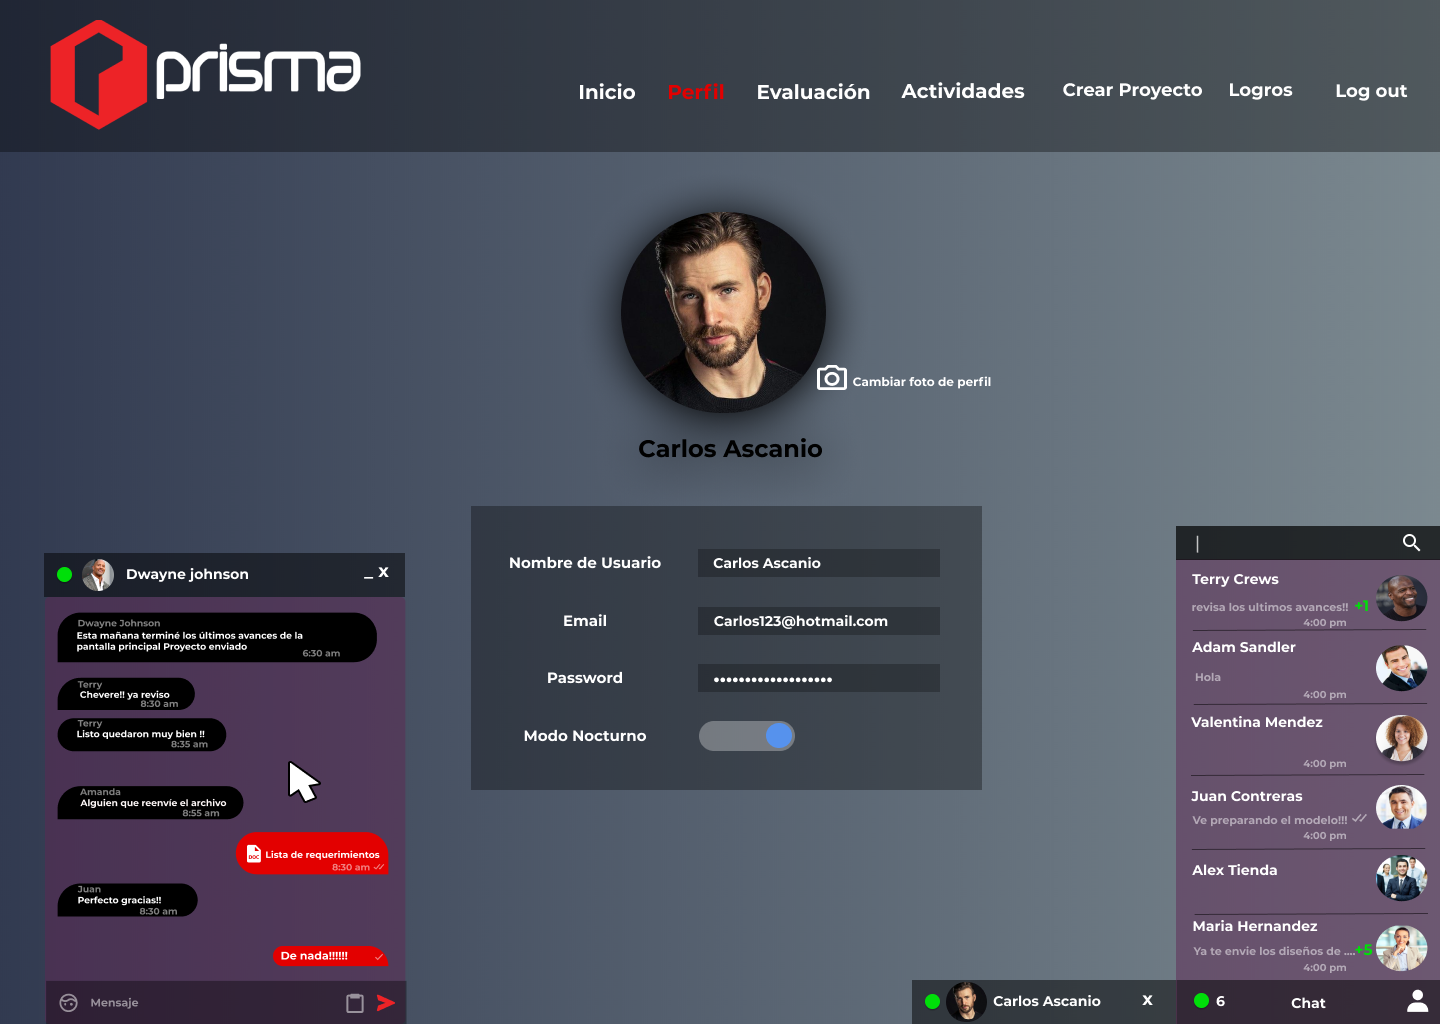 prisma
Inicio Perfil Evaluación Actividades Crear Proyecto Logros Log out
Cambiar foto de perfil
Carlos Ascanio
Nombre de Usuario Carlos Ascanio
Email Carlos123@hotmail.com
Password •••••••••••••••••••
Modo Nocturno
Dwayne johnson _ X
Dwayne Johnson
Esta mañana terminé los últimos avances de la
pantalla principal Proyecto enviado
6:30 am
Terry
Chevere!! ya reviso
8:30 am
Terry
Listo quedaron muy bien !!
8:35 am
Amanda
Alguien que reenvíe el archivo
8:55 am
DOC Lista de requerimientos
8:30 am
Juan
Perfecto gracias!!
8:30 am
De nada!!!!!!
Mensaje
Terry Crews
revisa los ultimos avances!! +1
4:00 pm
Adam Sandler
Hola
4:00 pm
Valentina Mendez
4:00 pm
Juan Contreras
Ve preparando el modelo!!!
4:00 pm
Alex Tienda
Maria Hernandez
Ya te envie los diseños de ....+5
4:00 pm
Carlos Ascanio X
6 Chat